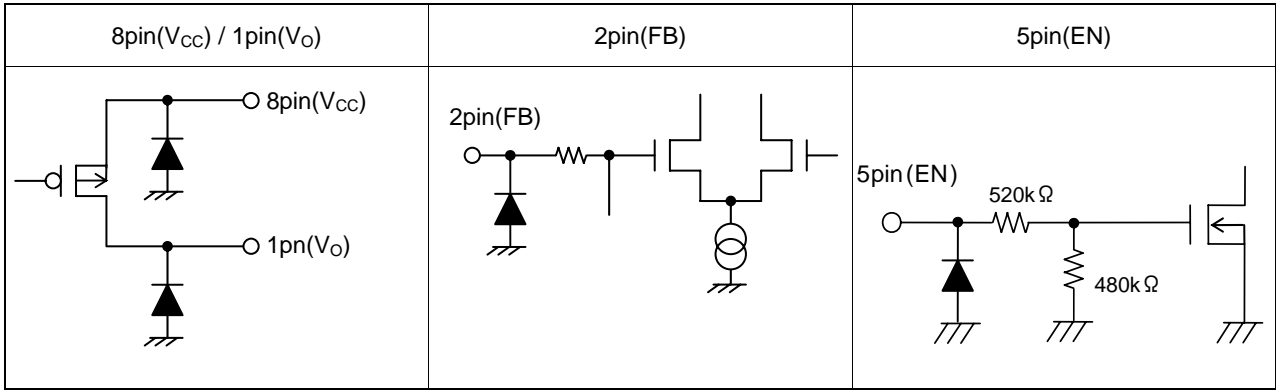 8pin(VCC) / 1pin(VO)
2pin(FB)
5pin(EN)
8pin(VCC)
1pn(VO)
2pin(FB)
5pin(EN)
520kΩ
480kΩ